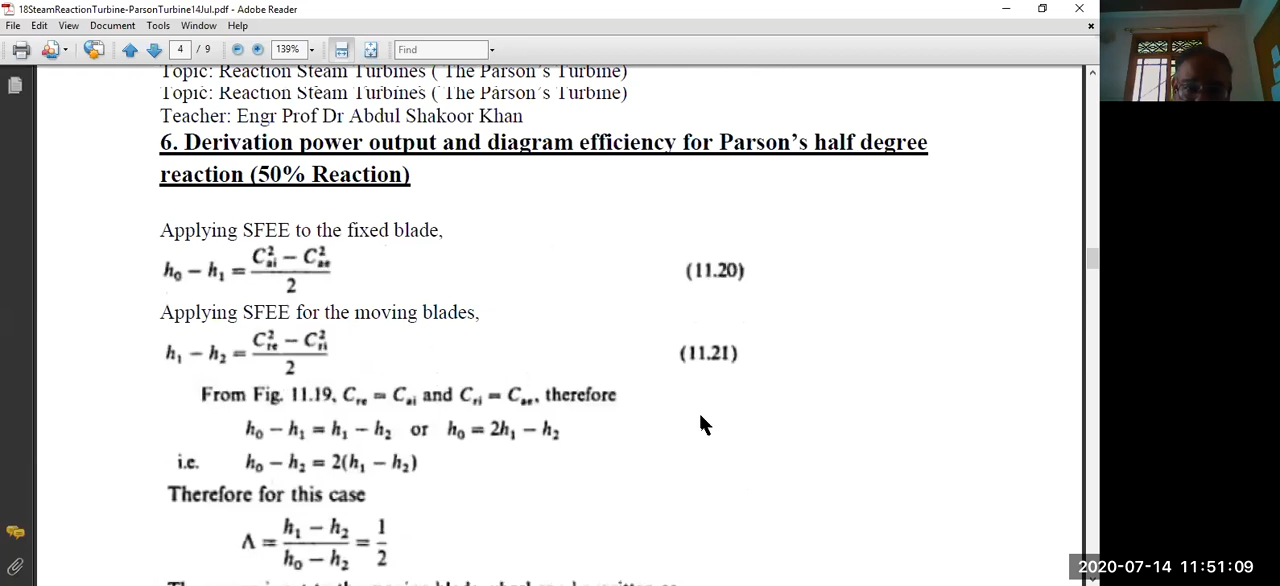 18SteamReactionTurbine-ParsonTurbine14Jul.pdf - Adobe Reader
File Edit View Document Tools Window Help
4 / 9 139% Find
Topic: Reaction Steam Turbines ( The Parson's Turbine)
Topic: Reaction Steam Turbines ( The Parson's Turbine)
Teacher: Engr Prof Dr Abdul Shakoor Khan
6. Derivation power output and diagram efficiency for Parson's half degree
reaction (50% Reaction)
Applying SFEE to the fixed blade,
h₀ − h₁ = (C²ai − C²ae) / 2 (11.20)
Applying SFEE for the moving blades,
h₁ − h₂ = (C²re − C²ri) / 2 (11.21)
From Fig. 11.19, Cre = Cai and Cri = Cae, therefore
h₀ − h₁ = h₁ − h₂ or h₀ = 2h₁ − h₂
i.e. h₀ − h₂ = 2(h₁ − h₂)
Therefore for this case
Λ = (h₁ − h₂) / (h₀ − h₂) = 1 / 2
2020-07-14 11:51:09